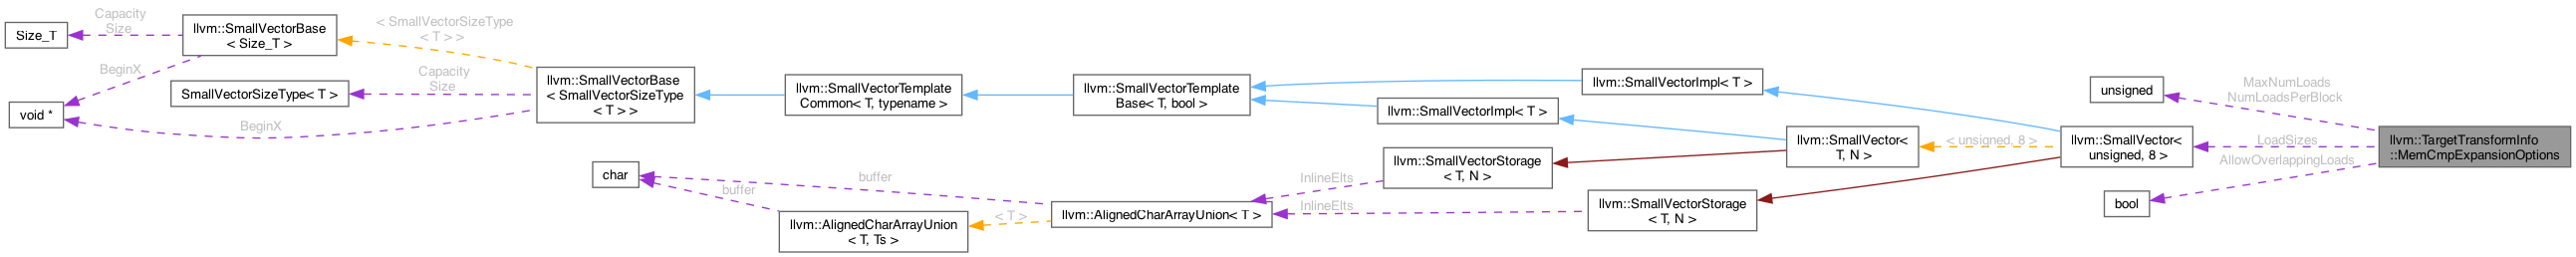 Size_T
Capacity
Size
llvm::SmallVectorBase
< Size_T >
< SmallVectorSizeType
< T > >
BeginX
SmallVectorSizeType< T >
Capacity
Size
void *
BeginX
llvm::SmallVectorBase
< SmallVectorSizeType
< T > >
llvm::SmallVectorTemplate
Common< T, typename >
llvm::SmallVectorTemplate
Base< T, bool >
llvm::SmallVectorImpl< T >
llvm::SmallVectorImpl< T >
char
buffer
buffer
llvm::AlignedCharArrayUnion
< T, Ts >
< T >
llvm::AlignedCharArrayUnion< T >
InlineElts
InlineElts
llvm::SmallVectorStorage
< T, N >
llvm::SmallVectorStorage
< T, N >
llvm::SmallVector<
T, N >
< unsigned, 8 >
llvm::SmallVector<
unsigned, 8 >
unsigned
MaxNumLoads
NumLoadsPerBlock
LoadSizes
AllowOverlappingLoads
bool
llvm::TargetTransformInfo
::MemCmpExpansionOptions